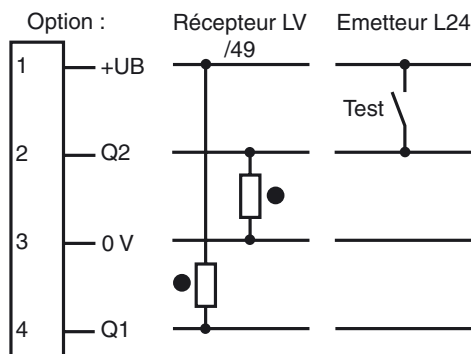 Option : Récepteur LV Emetteur L24
/49
1 +UB
Test
2 Q2
3 0 V
4 Q1